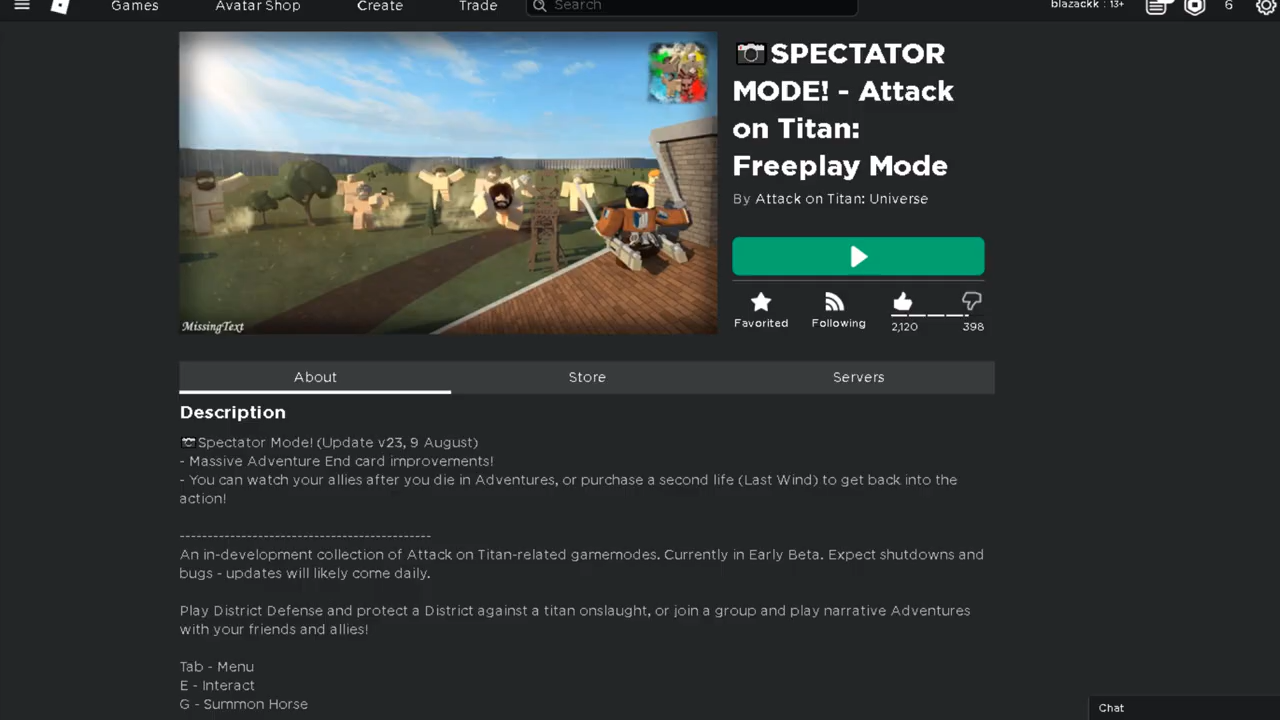 Games Avatar Shop Create Trade Search blazackk : 13+ 6
SPECTATOR
MODE! - Attack
on Titan:
Freeplay Mode
By Attack on Titan: Universe
Favorited Following 2,120 398
MissingText
About Store Servers
Description
Spectator Mode! (Update v23, 9 August)
- Massive Adventure End card improvements!
- You can watch your allies after you die in Adventures, or purchase a second life (Last Wind) to get back into the
action!
-------------------------------------------
An in-development collection of Attack on Titan-related gamemodes. Currently in Early Beta. Expect shutdowns and
bugs - updates will likely come daily.
Play District Defense and protect a District against a titan onslaught, or join a group and play narrative Adventures
with your friends and allies!
Tab - Menu
E - Interact
G - Summon Horse
Chat